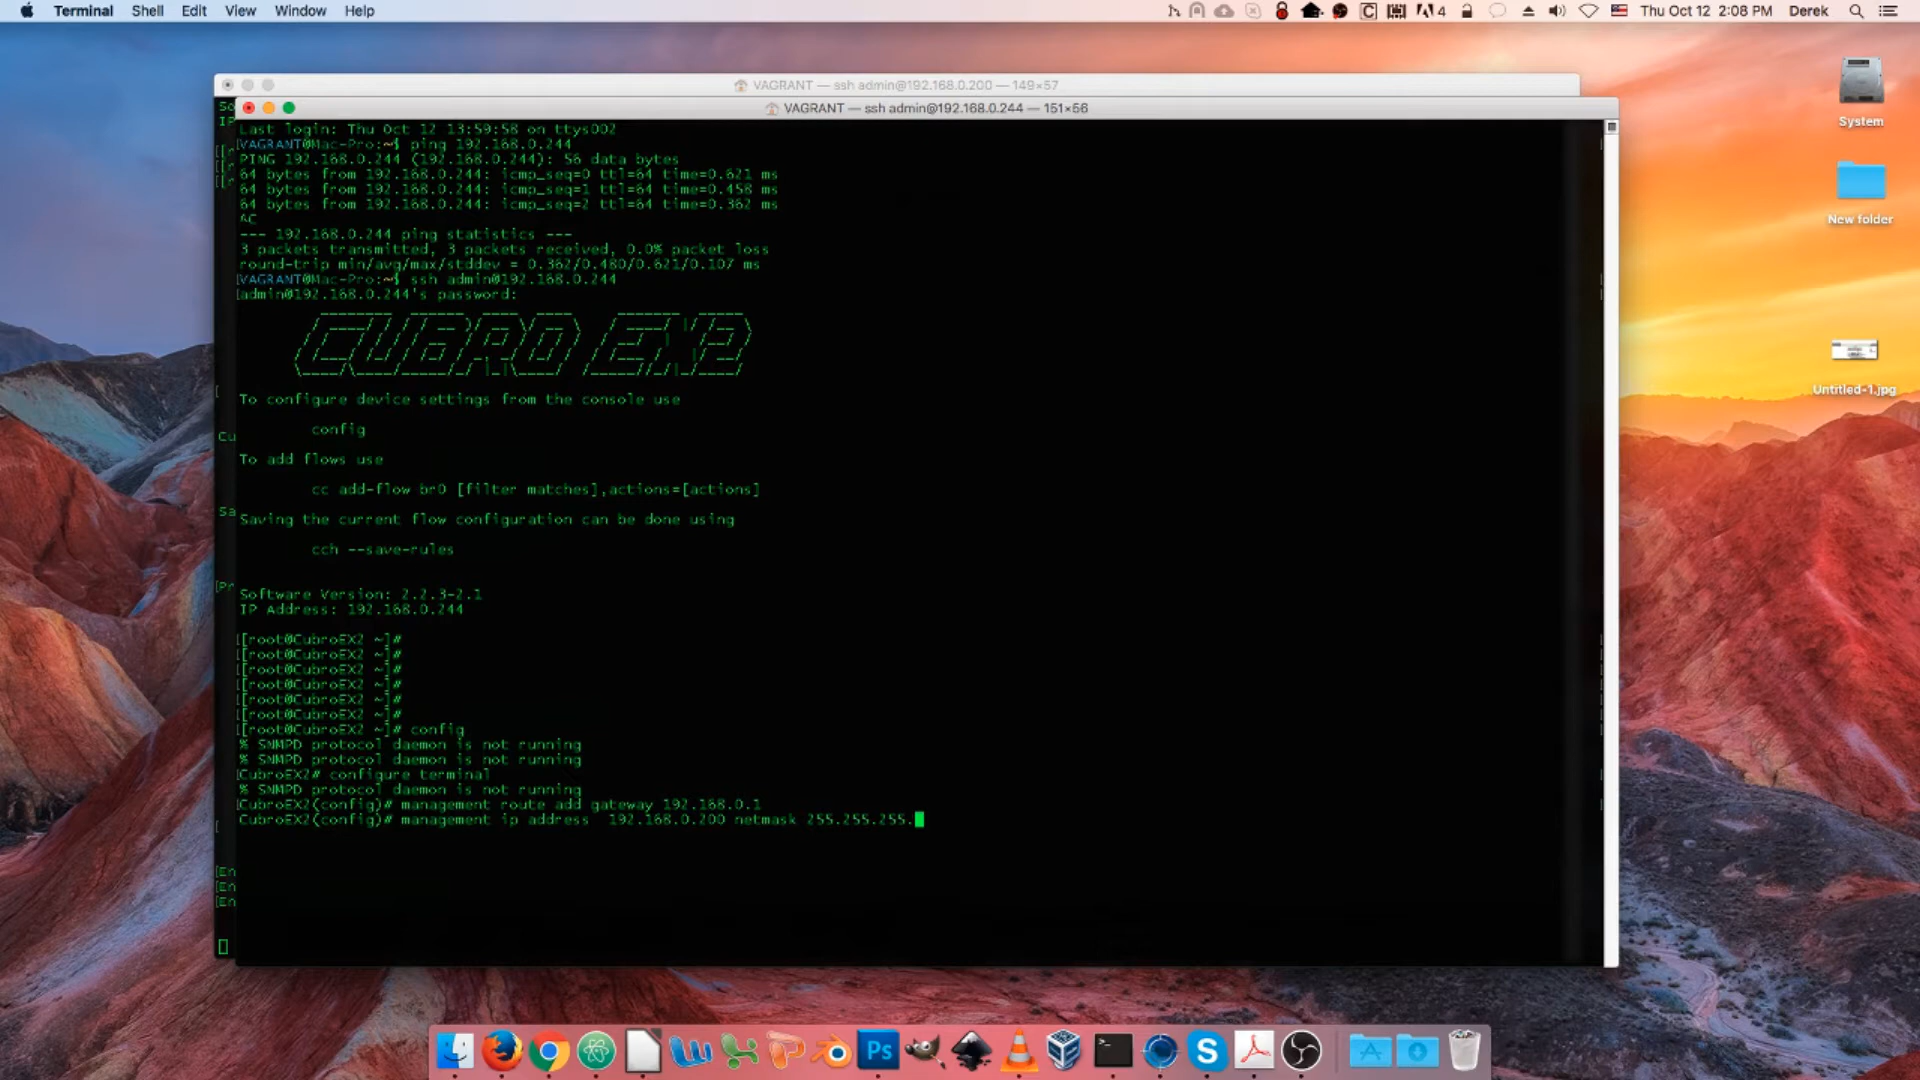 Terminal Shell Edit View Window Help
4 Thu Oct 12 2:08 PM Derek
VAGRANT — ssh admin@192.168.0.200 — 149×57
VAGRANT — ssh admin@192.168.0.244 — 151×56
Last login: Thu Oct 12 13:59:58 on ttys002
VAGRANT@Mac-Pro:~$ ping 192.168.0.244
PING 192.168.0.244 (192.168.0.244): 56 data bytes
64 bytes from 192.168.0.244: icmp_seq=0 ttl=64 time=0.621 ms
64 bytes from 192.168.0.244: icmp_seq=1 ttl=64 time=0.458 ms
64 bytes from 192.168.0.244: icmp_seq=2 ttl=64 time=0.362 ms
^C
--- 192.168.0.244 ping statistics ---
3 packets transmitted, 3 packets received, 0.0% packet loss
round-trip min/avg/max/stddev = 0.362/0.480/0.621/0.107 ms
VAGRANT@Mac-Pro:~$ ssh admin@192.168.0.244
admin@192.168.0.244's password:
CUBRO EX2
To configure device settings from the console use
config
To add flows use
cc add-flow br0 [filter matches],actions=[actions]
Saving the current flow configuration can be done using
cch --save-rules
Software Version: 2.2.3-2.1
IP Address: 192.168.0.244
[root@CubroEX2 ~]#
[root@CubroEX2 ~]#
[root@CubroEX2 ~]#
[root@CubroEX2 ~]#
[root@CubroEX2 ~]#
[root@CubroEX2 ~]#
[root@CubroEX2 ~]# config
% SNMPD protocol daemon is not running
% SNMPD protocol daemon is not running
CubroEX2# configure terminal
% SNMPD protocol daemon is not running
CubroEX2(config)# management route add gateway 192.168.0.1
CubroEX2(config)# management ip address  192.168.0.200 netmask 255.255.255.
System
New folder
Untitled-1.jpg
Ps